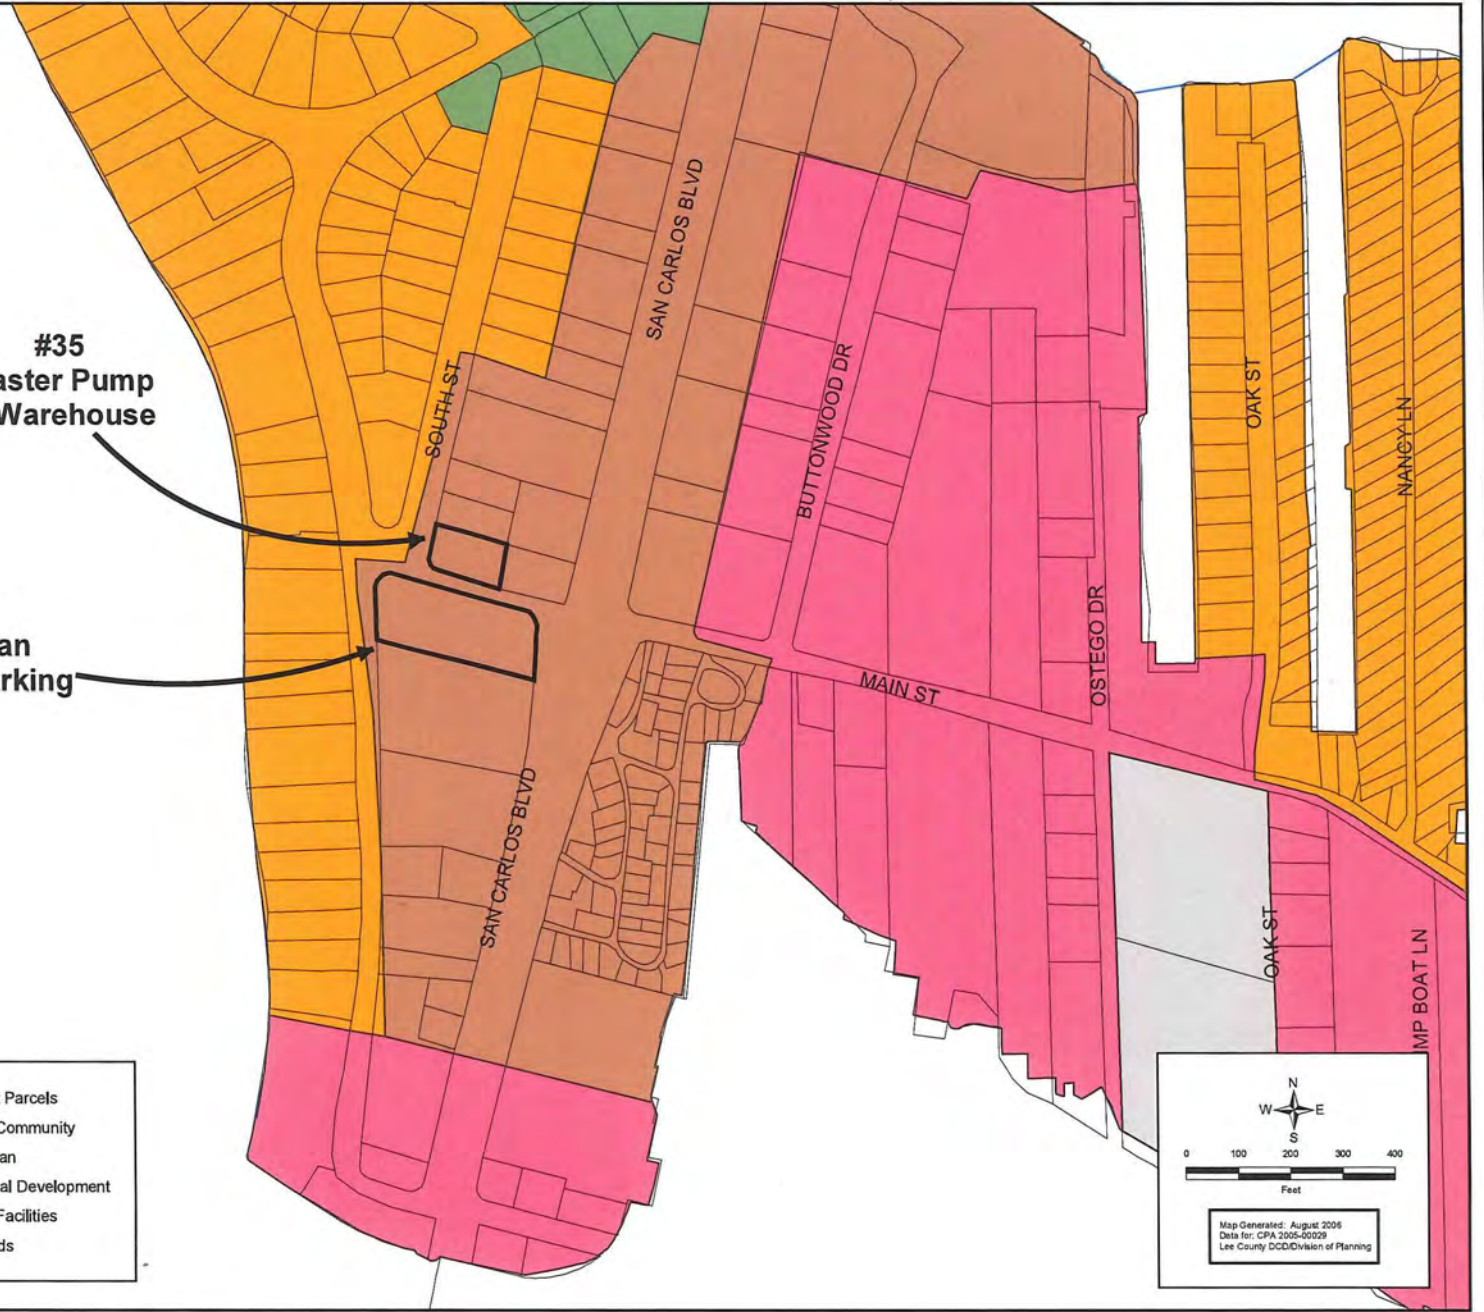 SAN CARLOS BLVD
#35
aster Pump
Warehouse
SOUTH ST
BUTTONWOOD DR
OAK ST
NANCY LN
OSTEGO DR
an
rking
MAIN ST
SAN CARLOS BLVD
OAK ST
MP BOAT LN
Parcels
Community
an
al Development
Facilities
ds
N
W E
S
0 100 200 300 400
Feet
Map Generated: August 2006
Data for: CPA 2005-00029
Lee County DCD/Division of Planning